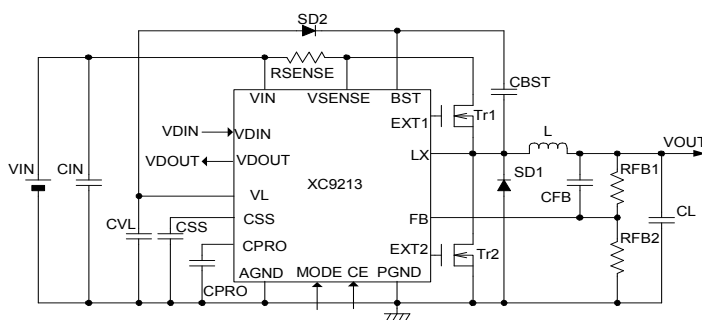 SD2
RSENSE
CBST
VIN VSENSE BST
EXT1 Tr1
VDIN VDIN
VDOUT VDOUT
LX
L
VOUT
VIN
CIN
XC9213
SD1
CFB
RFB1
VL
CVL
CSS
CSS
FB
CL
CPRO
RFB2
EXT2 Tr2
AGND MODE CE PGND
CPRO